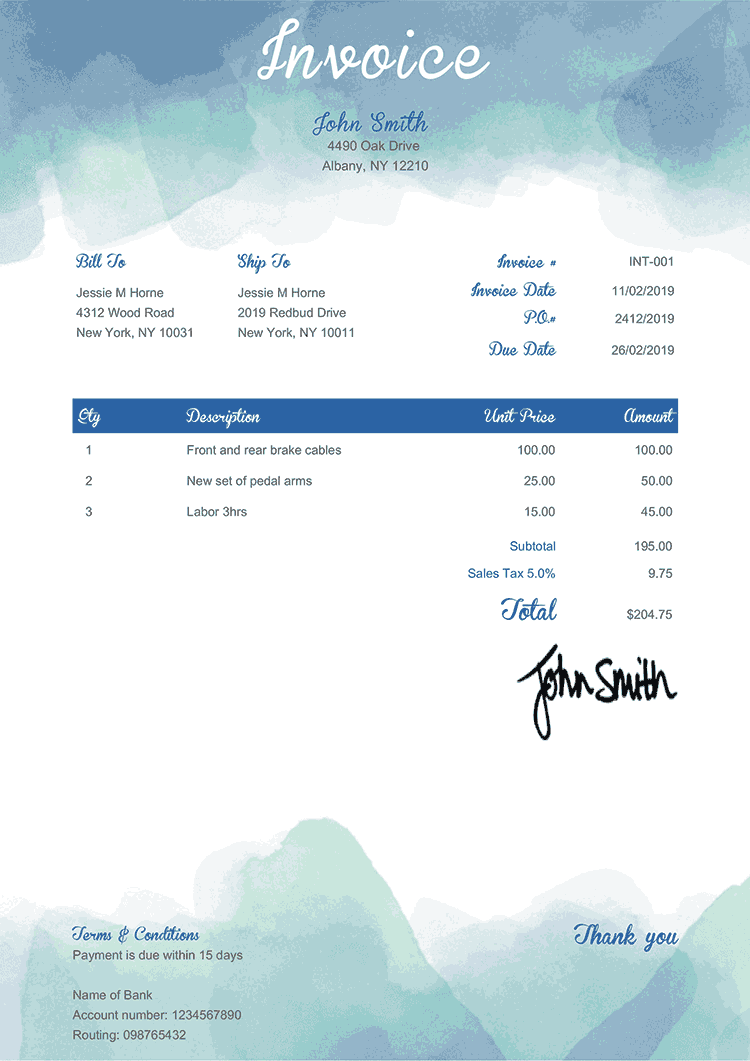 Invoice
John Smith
4490 Oak Drive
Albany, NY 12210
Bill To
Jessie M Horne
4312 Wood Road
New York, NY 10031
Ship To
Jessie M Horne
2019 Redbud Drive
New York, NY 10011
Invoice # INT-001
Invoice Date 11/02/2019
P.O.# 2412/2019
Due Date 26/02/2019
Qty Description Unit Price Amount
1 Front and rear brake cables 100.00 100.00
2 New set of pedal arms 25.00 50.00
3 Labor 3hrs 15.00 45.00
Subtotal 195.00
Sales Tax 5.0% 9.75
Total $204.75
John Smith
Terms & Conditions
Payment is due within 15 days
Name of Bank
Account number: 1234567890
Routing: 098765432
Thank you